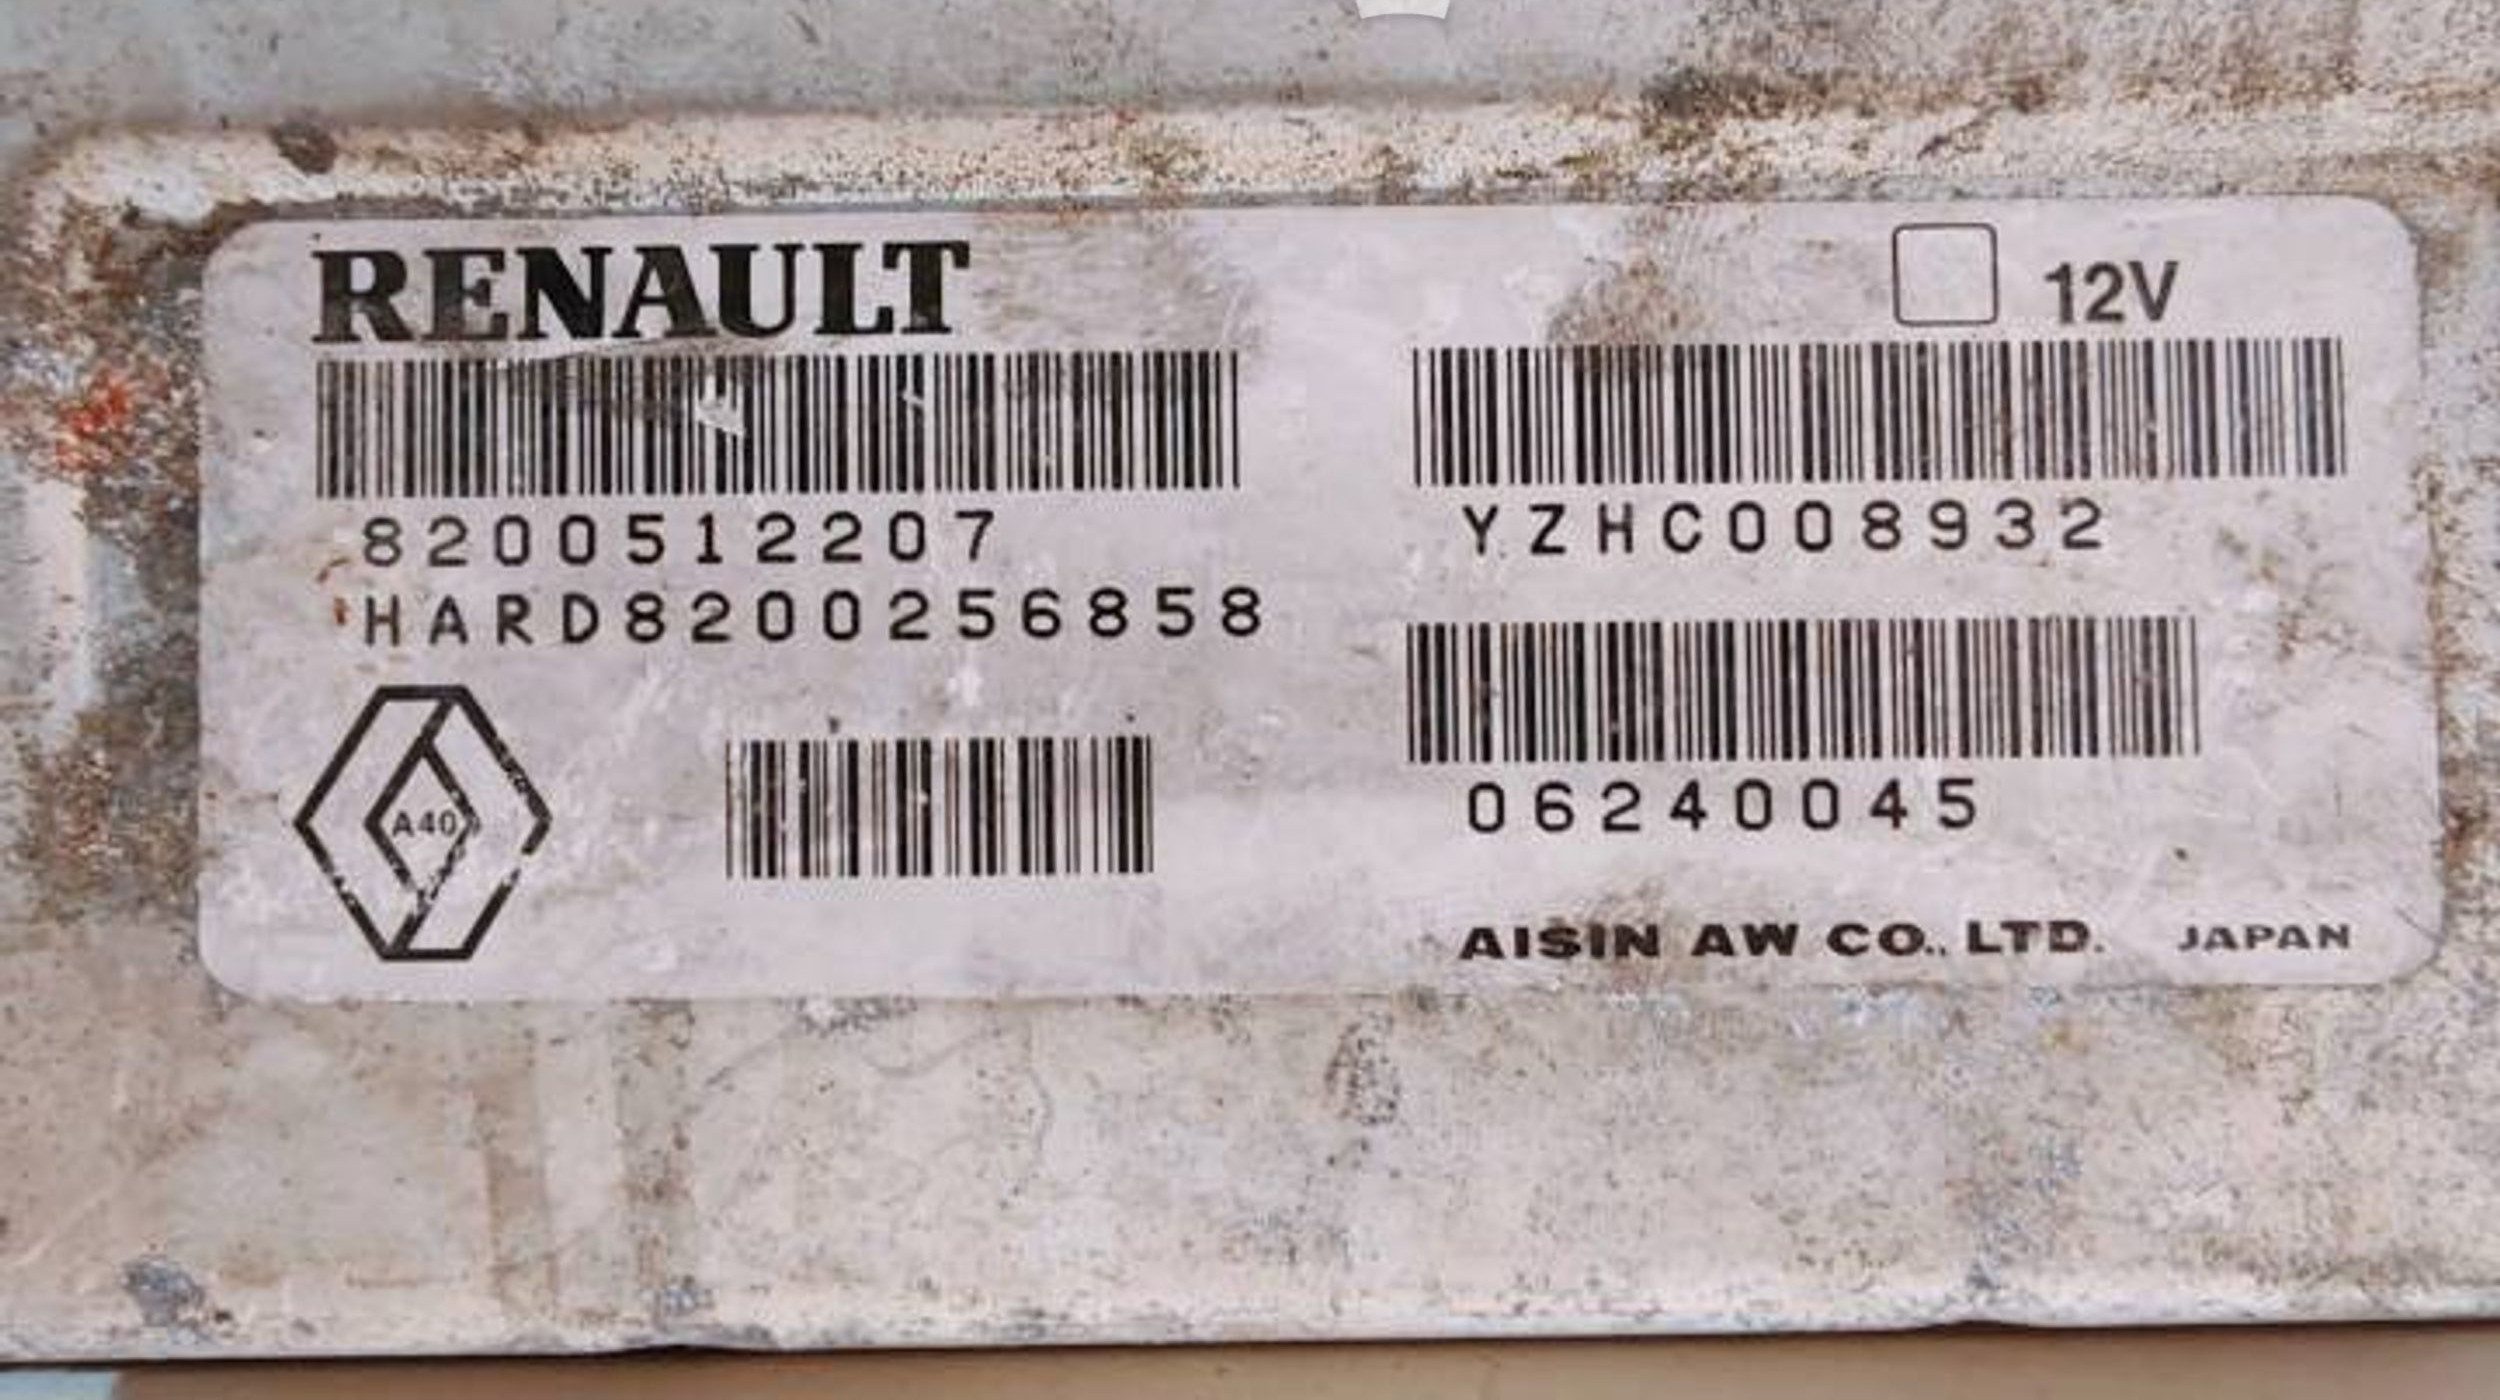 RENAULT
12V
8200512207
YZHC008932
HARD8200256858
A40
06240045
AISIN AW CO., LTD. JAPAN